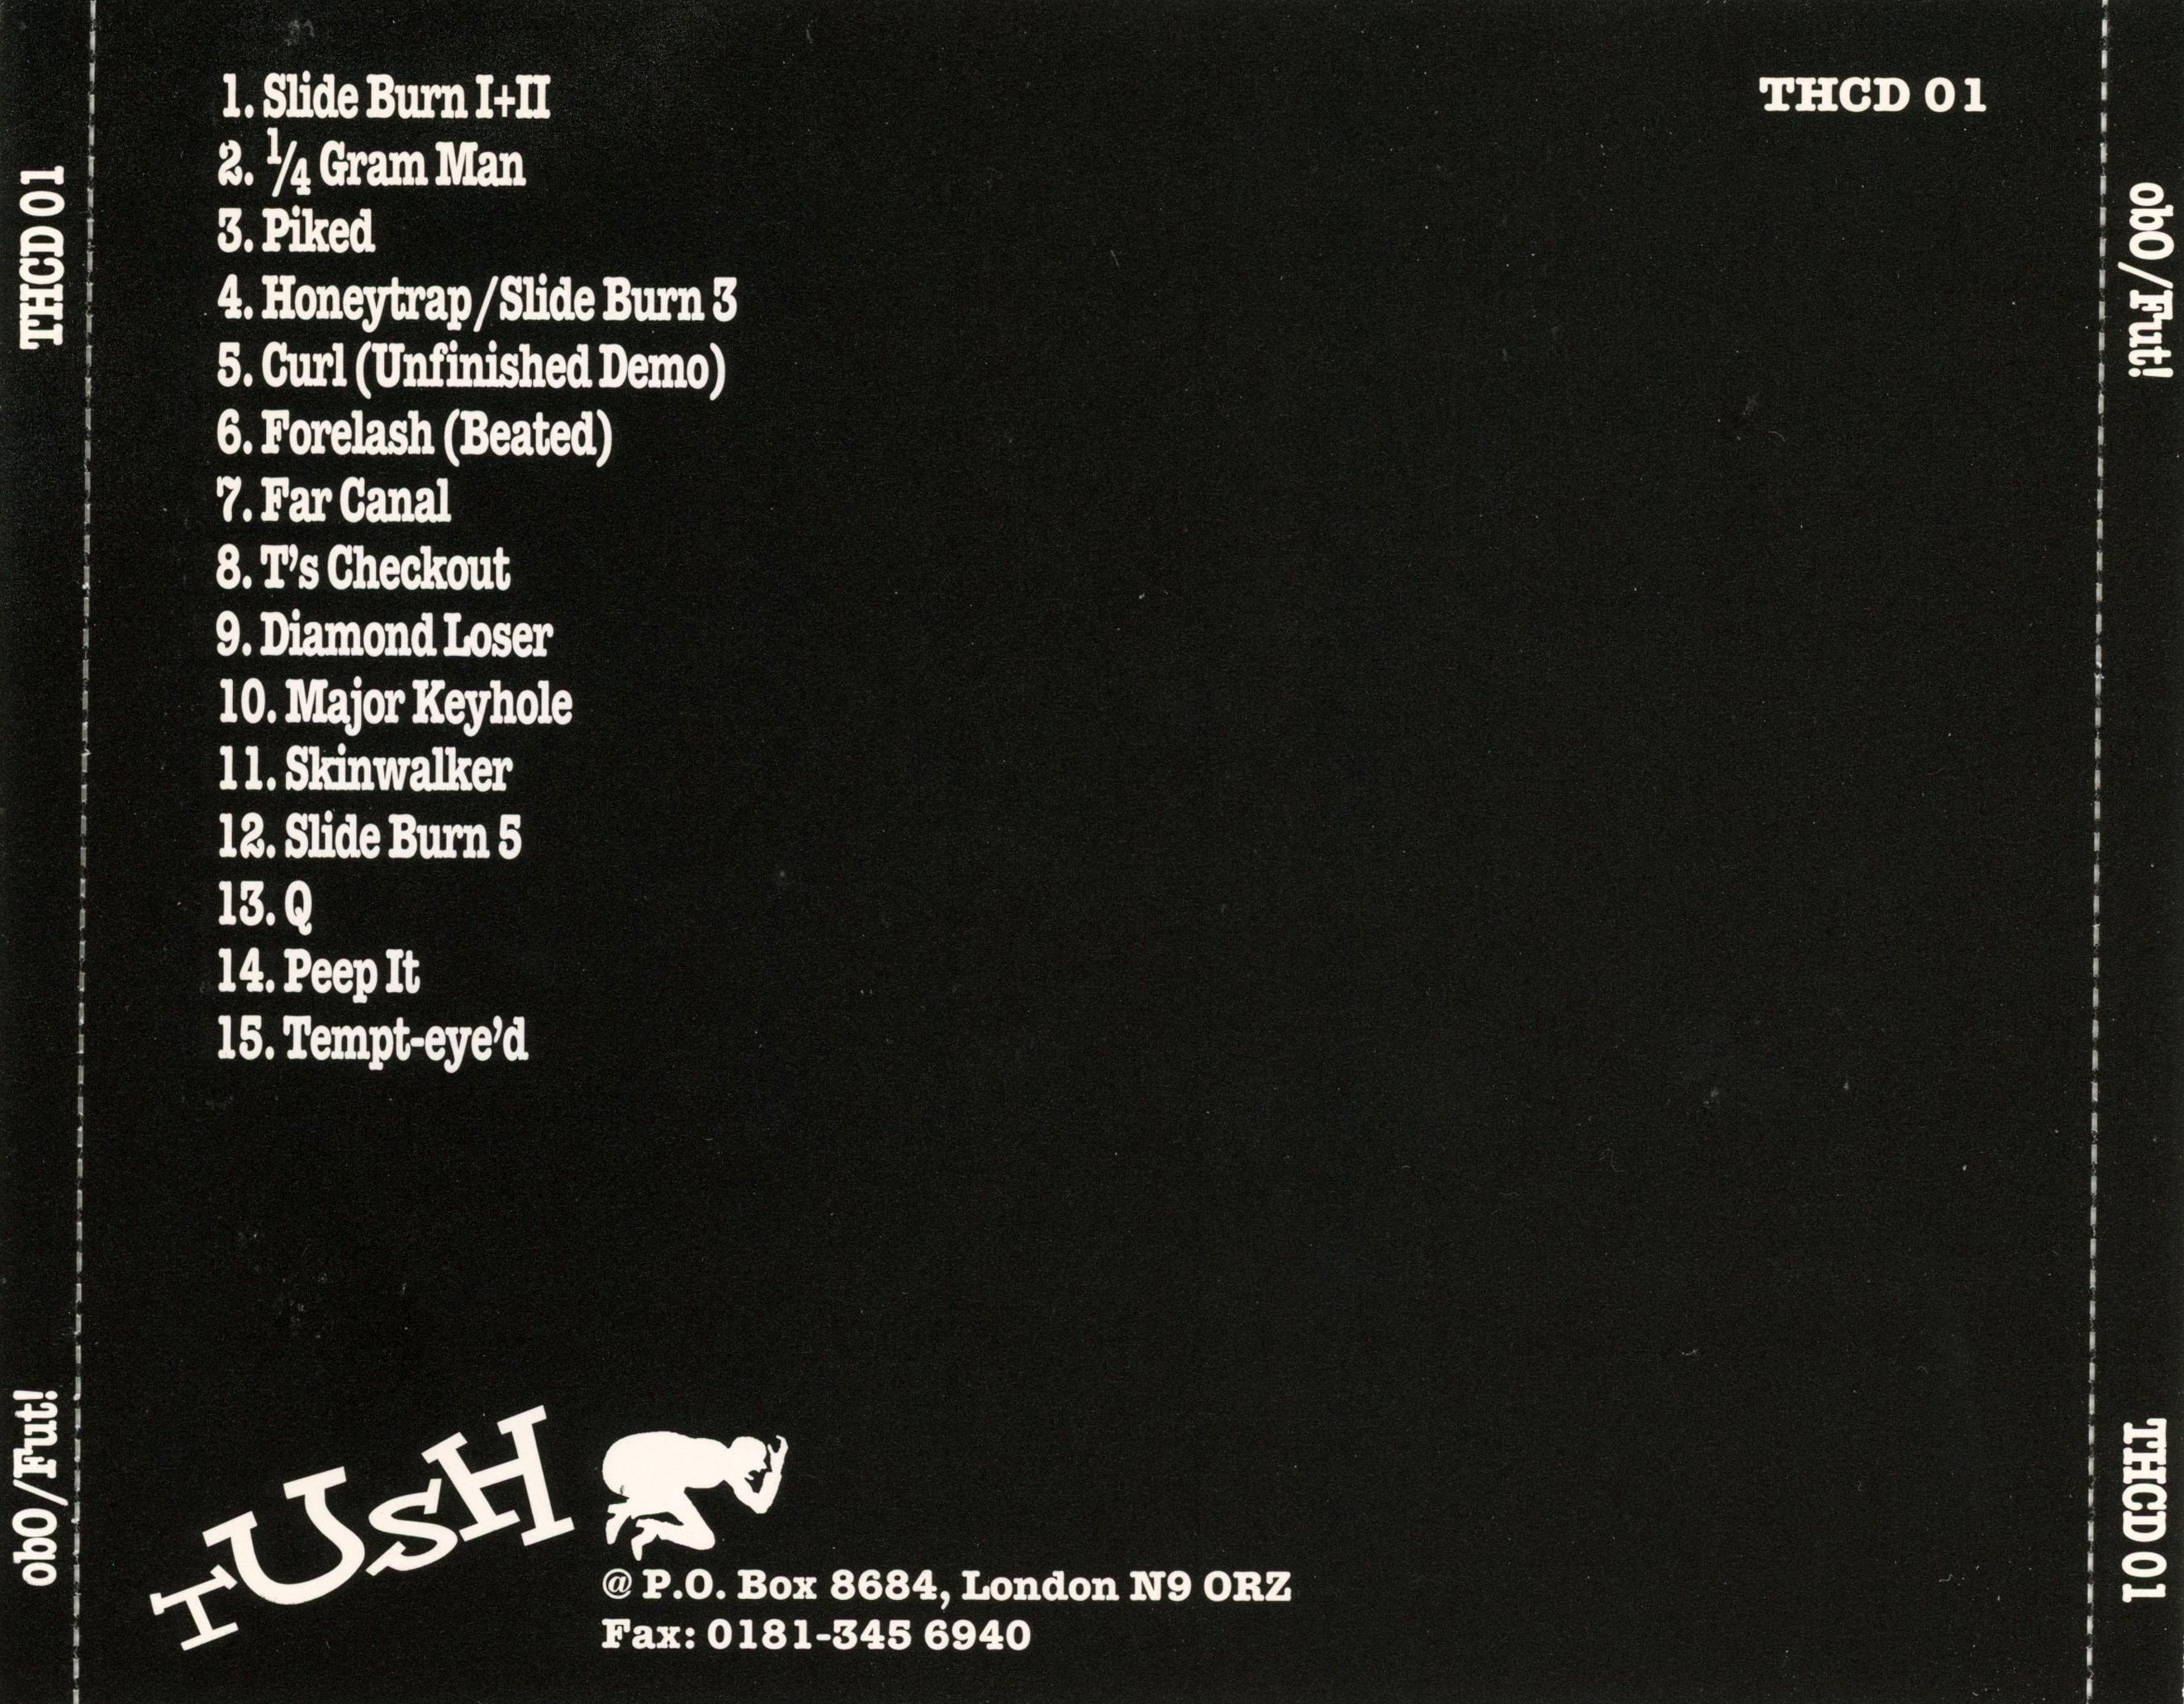 1. Slide Burn I+II
2. ¼ Gram Man
3. Piked
4. Honeytrap/Slide Burn 3
5. Curl (Unfinished Demo)
6. Forelash (Beated)
7. Far Canal
8. T's Checkout
9. Diamond Loser
10. Major Keyhole
11. Skinwalker
12. Slide Burn 5
13. Q
14. Peep It
15. Tempt-eye'd
THCD 01
THCD 01
obO/Fut!
obO/Fut!
THCD 01
TUSH
@ P.O. Box 8684, London N9 ORZ
Fax: 0181-345 6940